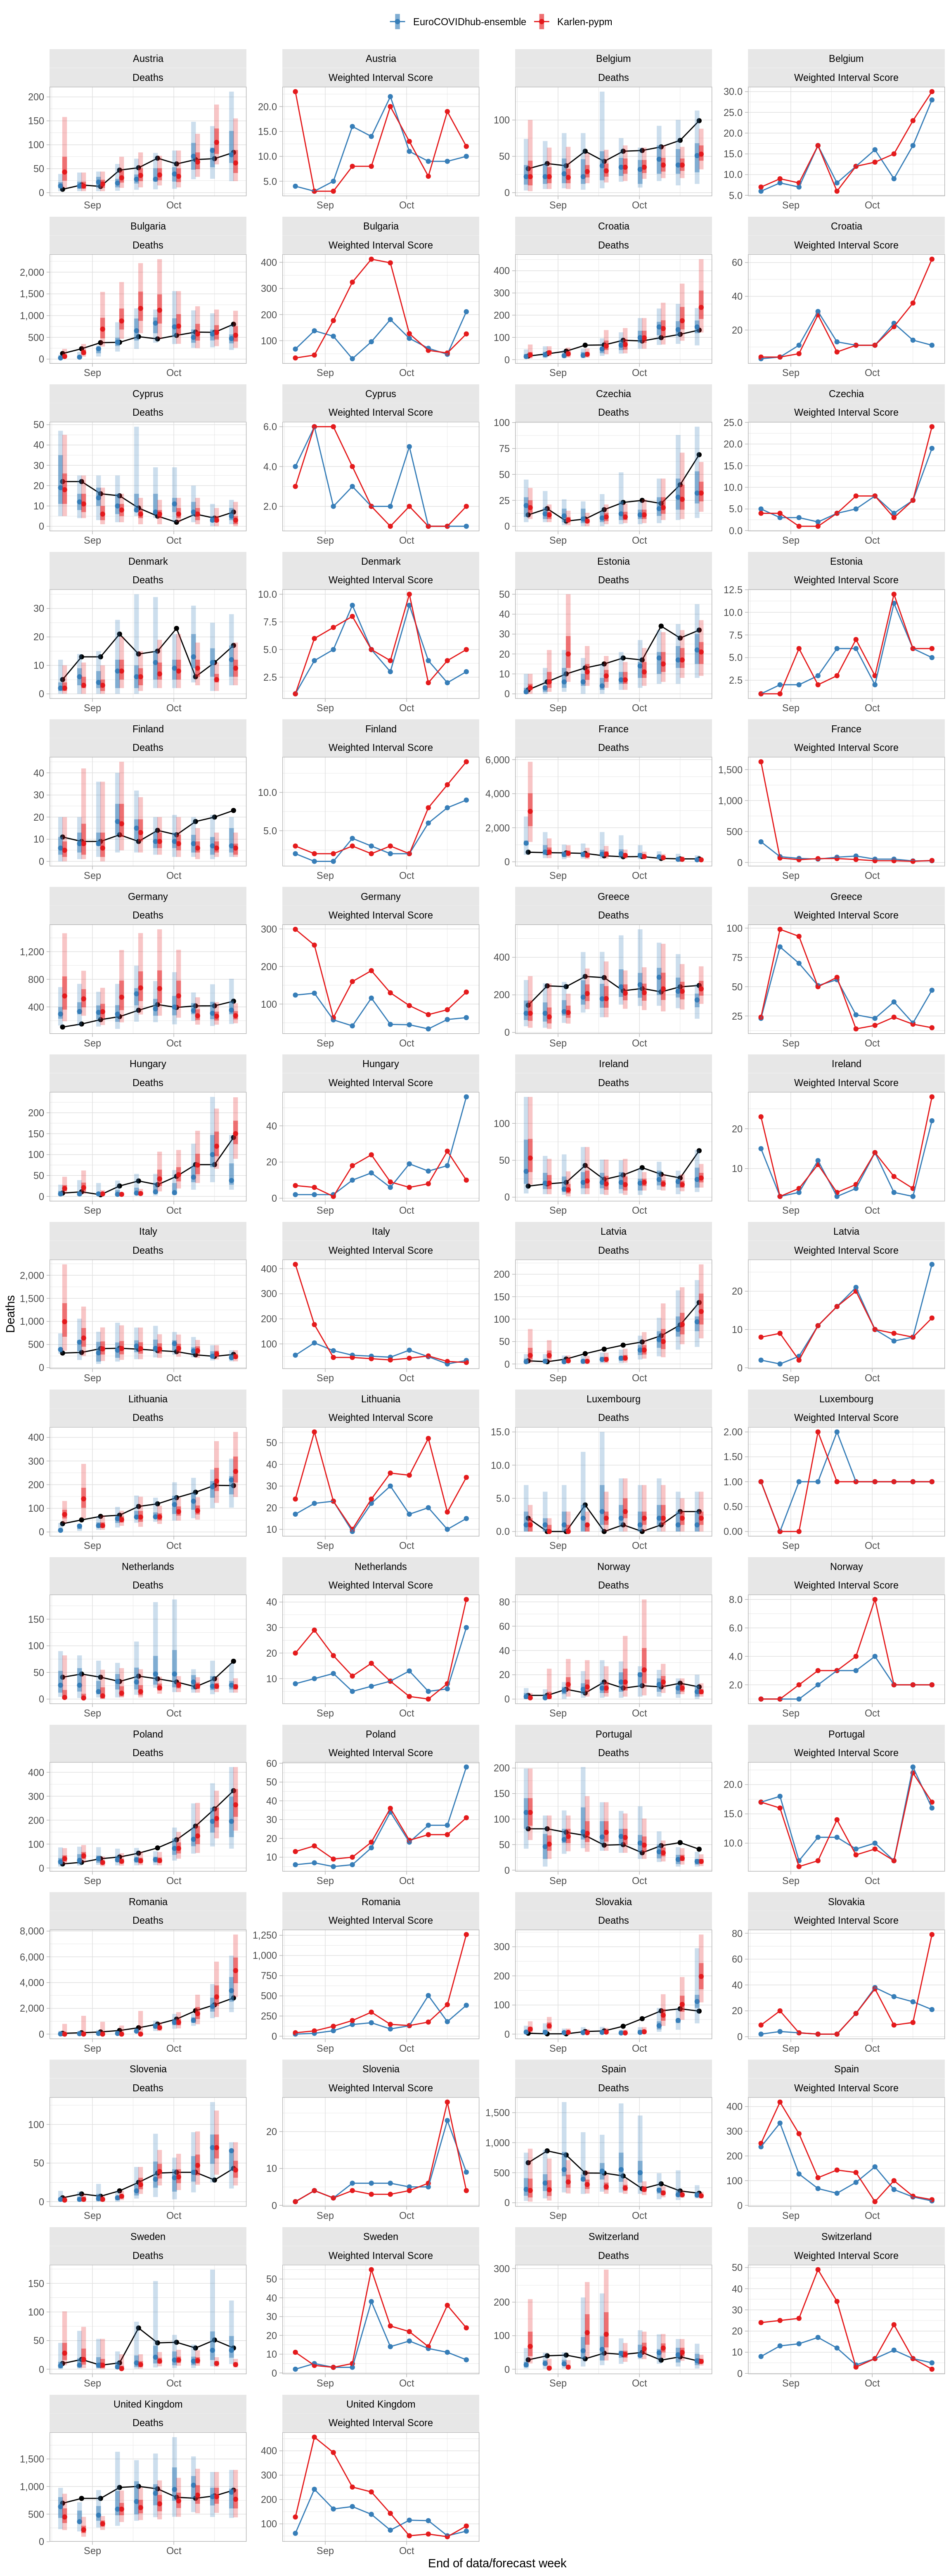 EuroCOVIDhub-ensemble Karlen-pypm
Austria Austria Belgium Belgium
Deaths Weighted Interval Score Deaths Weighted Interval Score
200 20.0 100 30.0
150 15.0 50 25.0
100 10.0 0 20.0
50 5.0 15.0
0 10.0
5.0
Sep Oct Sep Oct Sep Oct Sep Oct
Bulgaria Bulgaria Croatia Croatia
Deaths Weighted Interval Score Deaths Weighted Interval Score
2,000 400 400 60
1,500 300 300 40
1,000 200 200 20
500 100 100
0 0
Sep Oct Sep Oct Sep Oct Sep Oct
Cyprus Cyprus Czechia Czechia
Deaths Weighted Interval Score Deaths Weighted Interval Score
50 6.0 100 25.0
40 4.0 75 20.0
30 2.0 50 15.0
20 25 10.0
10 0 5.0
0 0.0
Sep Oct Sep Oct Sep Oct Sep Oct
Denmark Denmark Estonia Estonia
Deaths Weighted Interval Score Deaths Weighted Interval Score
30 10.0 50 12.5
20 7.5 40 10.0
10 5.0 30 7.5
0 2.5 20 5.0
10 2.5
0
Sep Oct Sep Oct Sep Oct Sep Oct
Finland Finland France France
Deaths Weighted Interval Score Deaths Weighted Interval Score
40 10.0 6,000 1,500
30 5.0 4,000 1,000
20 2,000 500
10 0 0
0
Sep Oct Sep Oct Sep Oct Sep Oct
Germany Germany Greece Greece
Deaths Weighted Interval Score Deaths Weighted Interval Score
1,200 300 400 100
800 200 200 75
400 100 0 50
25
Sep Oct Sep Oct Sep Oct Sep Oct
Hungary Hungary Ireland Ireland
Deaths Weighted Interval Score Deaths Weighted Interval Score
200 40 100 20
150 20 50 10
100 0 0
50
0
Sep Oct Sep Oct Sep Oct Sep Oct
Italy Italy Latvia Latvia
Deaths Weighted Interval Score Deaths Weighted Interval Score
2,000 400 200 20
1,500 300 150 10
1,000 200 100 0
500 100 50
0 0
Sep Oct Sep Oct Sep Oct Sep Oct
Deaths
Lithuania Lithuania Luxembourg Luxembourg
Deaths Weighted Interval Score Deaths Weighted Interval Score
400 50 15.0 2.00
300 40 10.0 1.50
200 30 5.0 1.00
100 20 0.0 0.50
0 10 0.00
Sep Oct Sep Oct Sep Oct Sep Oct
Netherlands Netherlands Norway Norway
Deaths Weighted Interval Score Deaths Weighted Interval Score
150 40 80 8.0
100 30 60 6.0
50 20 40 4.0
0 10 20 2.0
0
Sep Oct Sep Oct Sep Oct Sep Oct
Poland Poland Portugal Portugal
Deaths Weighted Interval Score Deaths Weighted Interval Score
400 60 200 20.0
300 50 150 15.0
200 40 100 10.0
100 30 50
0 20 0
10
Sep Oct Sep Oct Sep Oct Sep Oct
Romania Romania Slovakia Slovakia
Deaths Weighted Interval Score Deaths Weighted Interval Score
8,000 1,250 300 80
6,000 1,000 200 60
4,000 750 100 40
2,000 500 0 20
0 250 0
0
Sep Oct Sep Oct Sep Oct Sep Oct
Slovenia Slovenia Spain Spain
Deaths Weighted Interval Score Deaths Weighted Interval Score
100 20 1,500 400
50 10 1,000 300
0 0 500 200
0 100
0
Sep Oct Sep Oct Sep Oct Sep Oct
Sweden Sweden Switzerland Switzerland
Deaths Weighted Interval Score Deaths Weighted Interval Score
150 50 300 50
100 40 200 40
50 30 100 30
0 20 0 20
10 10
0 0
Sep Oct Sep Oct Sep Oct Sep Oct
United Kingdom United Kingdom
Deaths Weighted Interval Score
1,500 400
1,000 300
500 200
0 100
Sep Oct Sep Oct
End of data/forecast week